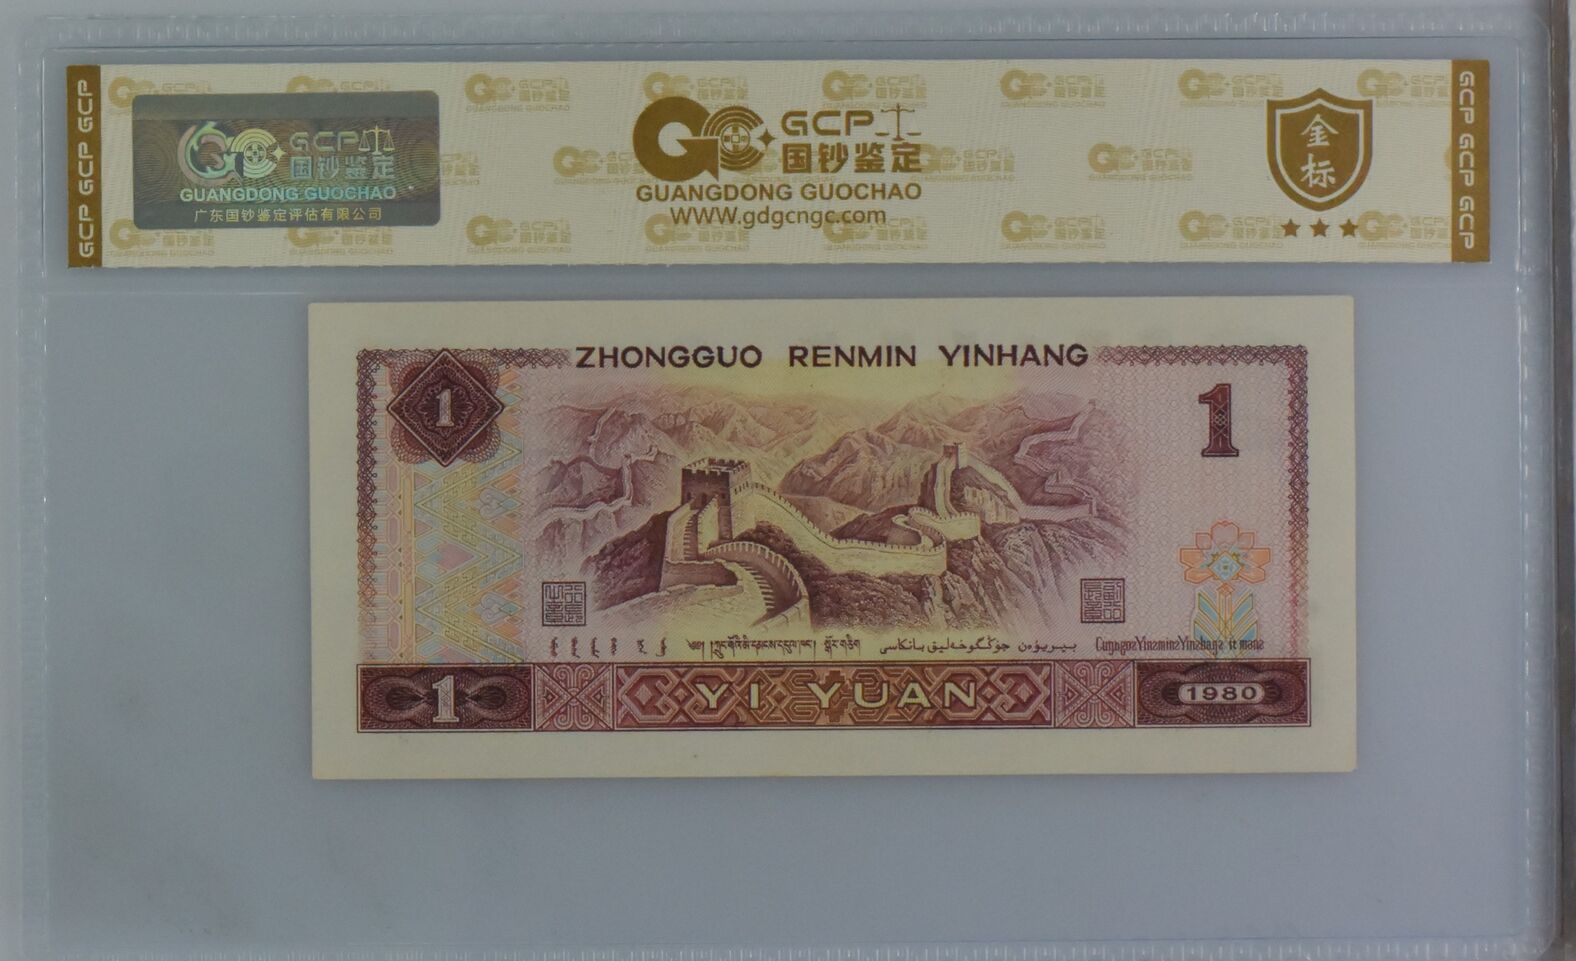 GCP GCP GCP
GCP
国钞鉴定
GUANGDONG GUOCHAO
广东国钞鉴定评估有限公司
GCP
国钞鉴定
GUANGDONG GUOCHAO
WWW.gdgcngc.com
金
标
GCP GCP GCP
ZHONGGUO RENMIN YINHANG
1
1
YI YUAN
1
1980